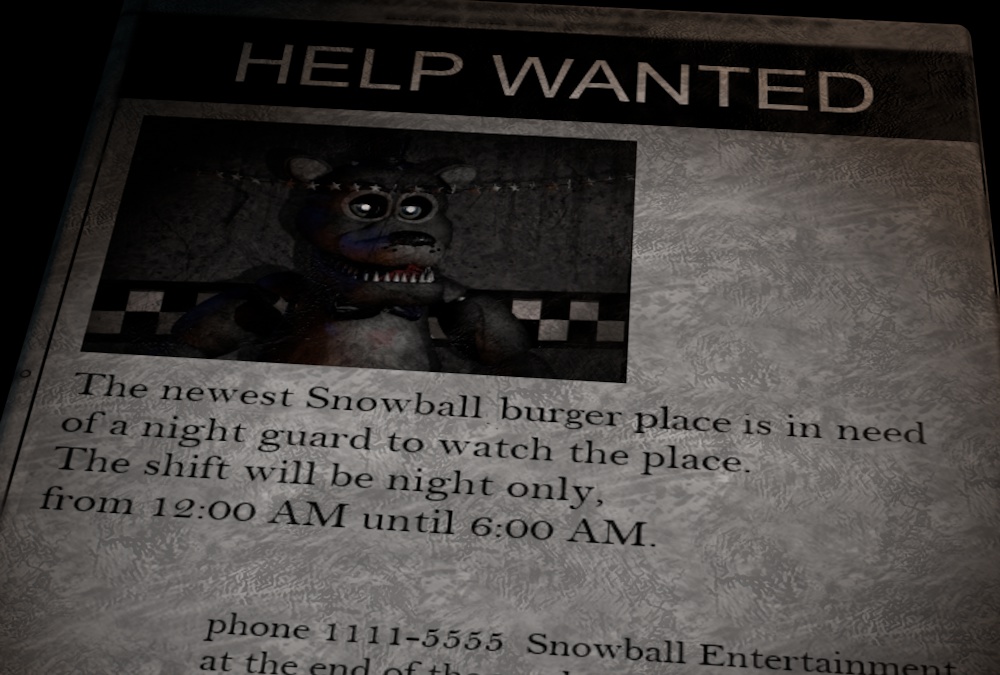 HELP WANTED
The newest Snowball burger place is in need
of a night guard to watch the place.
The shift will be night only,
from 12:00 AM until 6:00 AM.
phone 1111-5555 Snowball Entertainment
at the end of the